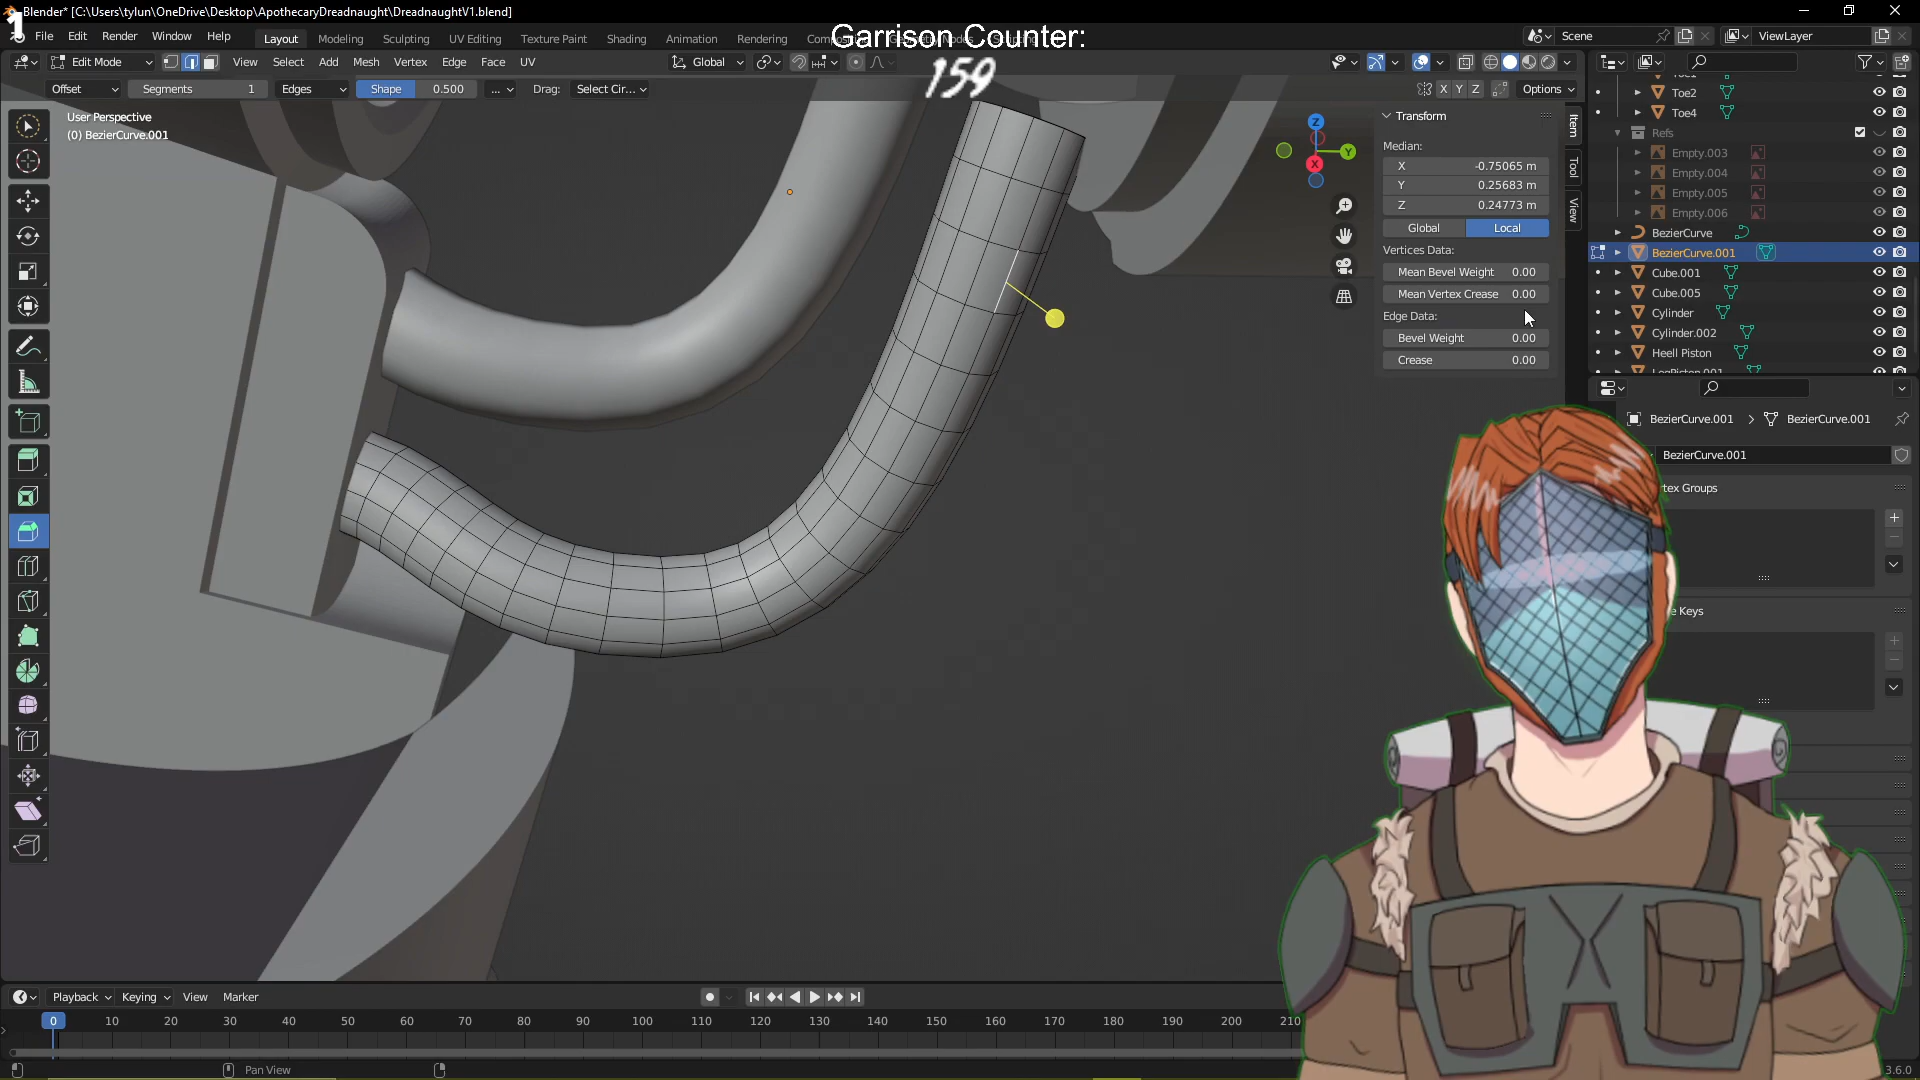 1
Blender* [C:\Users\tylun\OneDrive\Desktop\ApothecaryDreadnaught\DreadnaughtV1.blend]
File Edit Render Window Help
Layout Modeling Sculpting UV Editing Texture Paint Shading Animation Rendering
Garrison Counter:
159
Scene
ViewLayer
Edit Mode
View Select Add Mesh Vertex Edge Face UV
Global
Offset
Segments 1
Edges
Shape 0.500
...
Drag:
Select Cir...
X Y Z
Options
User Perspective
(0) BezierCurve.001
Z
Y
X
Transform
Median:
X -0.75065 m
Y 0.25683 m
Z 0.24773 m
Global Local
Vertices Data:
Mean Bevel Weight 0.00
Mean Vertex Crease 0.00
Edge Data:
Bevel Weight 0.00
Crease 0.00
Item
Tool
View
Toe2
Toe4
Refs
Empty.003
Empty.004
Empty.005
Empty.006
BezierCurve
BezierCurve.001
Cube.001
Cube.005
Cylinder
Cylinder.002
Heell Piston
LegPiston.001
BezierCurve.001 > BezierCurve.001
BezierCurve.001
tex Groups
e Keys
Playback Keying View Marker
0 10 20 30 40 50 60 70 80 90 100 110 120 130 140 150 160 170 180 190 200 210
Pan View
3.6.0